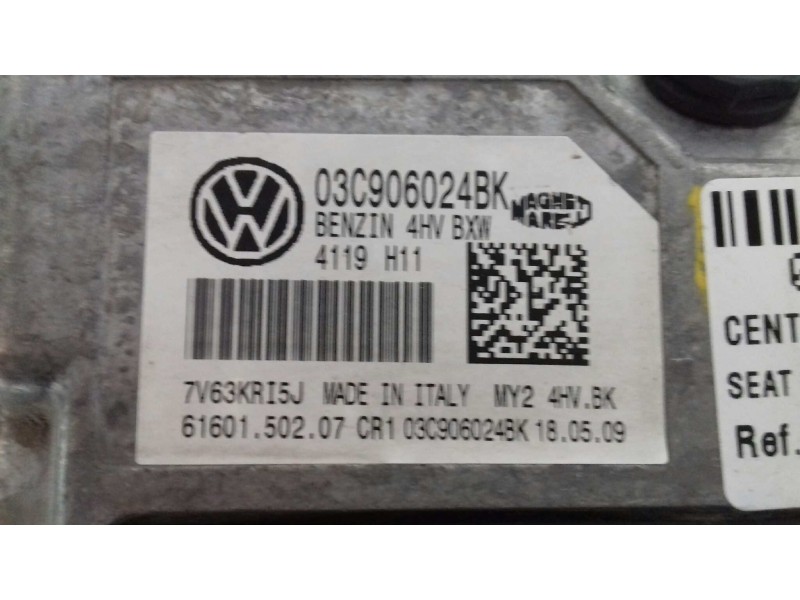 03C906024BK
MAGNETI
MARELLI
BENZIN 4HV BXW
4119 H11
7V63KRI5J MADE IN ITALY MY2 4HV.BK
61601.502.07 CR1 03C906024BK 18.05.09
CENT
SEAT
Ref.